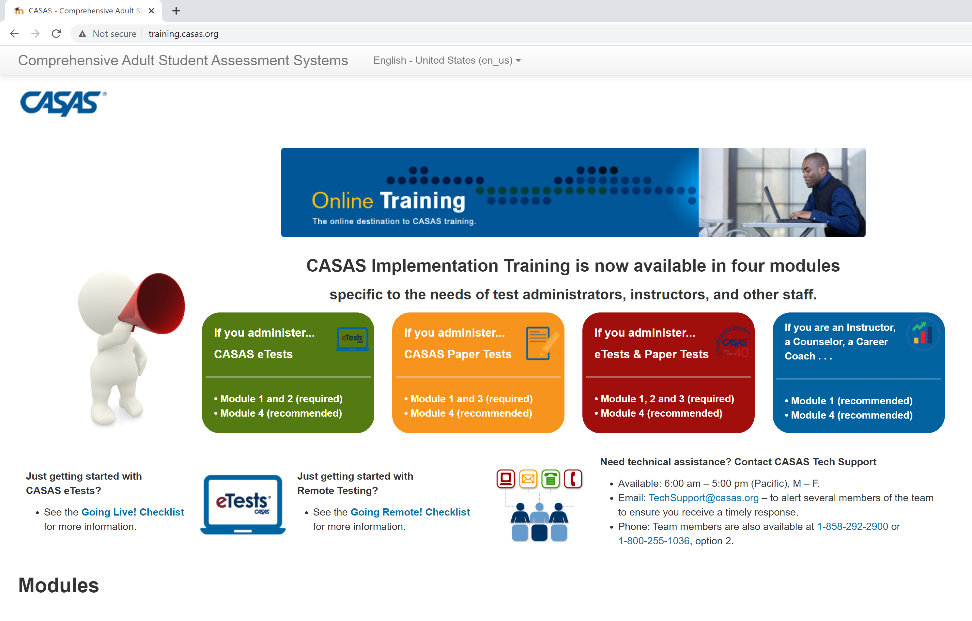 CASAS - Comprehensive Adult S
Not secure
training.casas.org
Comprehensive Adult Student Assessment Systems
English - United States (en_us)
CASAS
Online Training
The online destination to CASAS training.
CASAS Implementation Training is now available in four modules
specific to the needs of test administrators, instructors, and other staff.
If you administer...
CASAS eTests
eTests
• Module 1 and 2 (required)
• Module 4 (recommended)
If you administer...
CASAS Paper Tests
• Module 1 and 3 (required)
• Module 4 (recommended)
If you administer...
eTests & Paper Tests
CASAS
40
• Module 1, 2 and 3 (required)
• Module 4 (recommended)
If you are an Instructor,
a Counselor, a Career
Coach . . .
• Module 1 (recommended)
• Module 4 (recommended)
Just getting started with
CASAS eTests?
• See the Going Live! Checklist
for more information.
eTests
CASAS
Just getting started with
Remote Testing?
• See the Going Remote! Checklist
for more information.
Need technical assistance? Contact CASAS Tech Support
• Available: 6:00 am – 5:00 pm (Pacific), M – F.
• Email: TechSupport@casas.org – to alert several members of the team
to ensure you receive a timely response.
• Phone: Team members are also available at 1-858-292-2900 or
1-800-255-1036, option 2.
Modules